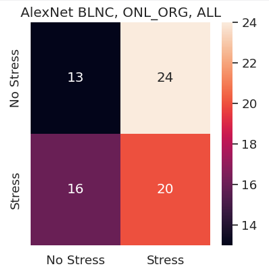 AlexNet BLNC, ONL_ORG, ALL
No Stress
Stress
13
24
16
20
No Stress
Stress
24
22
20
18
16
14